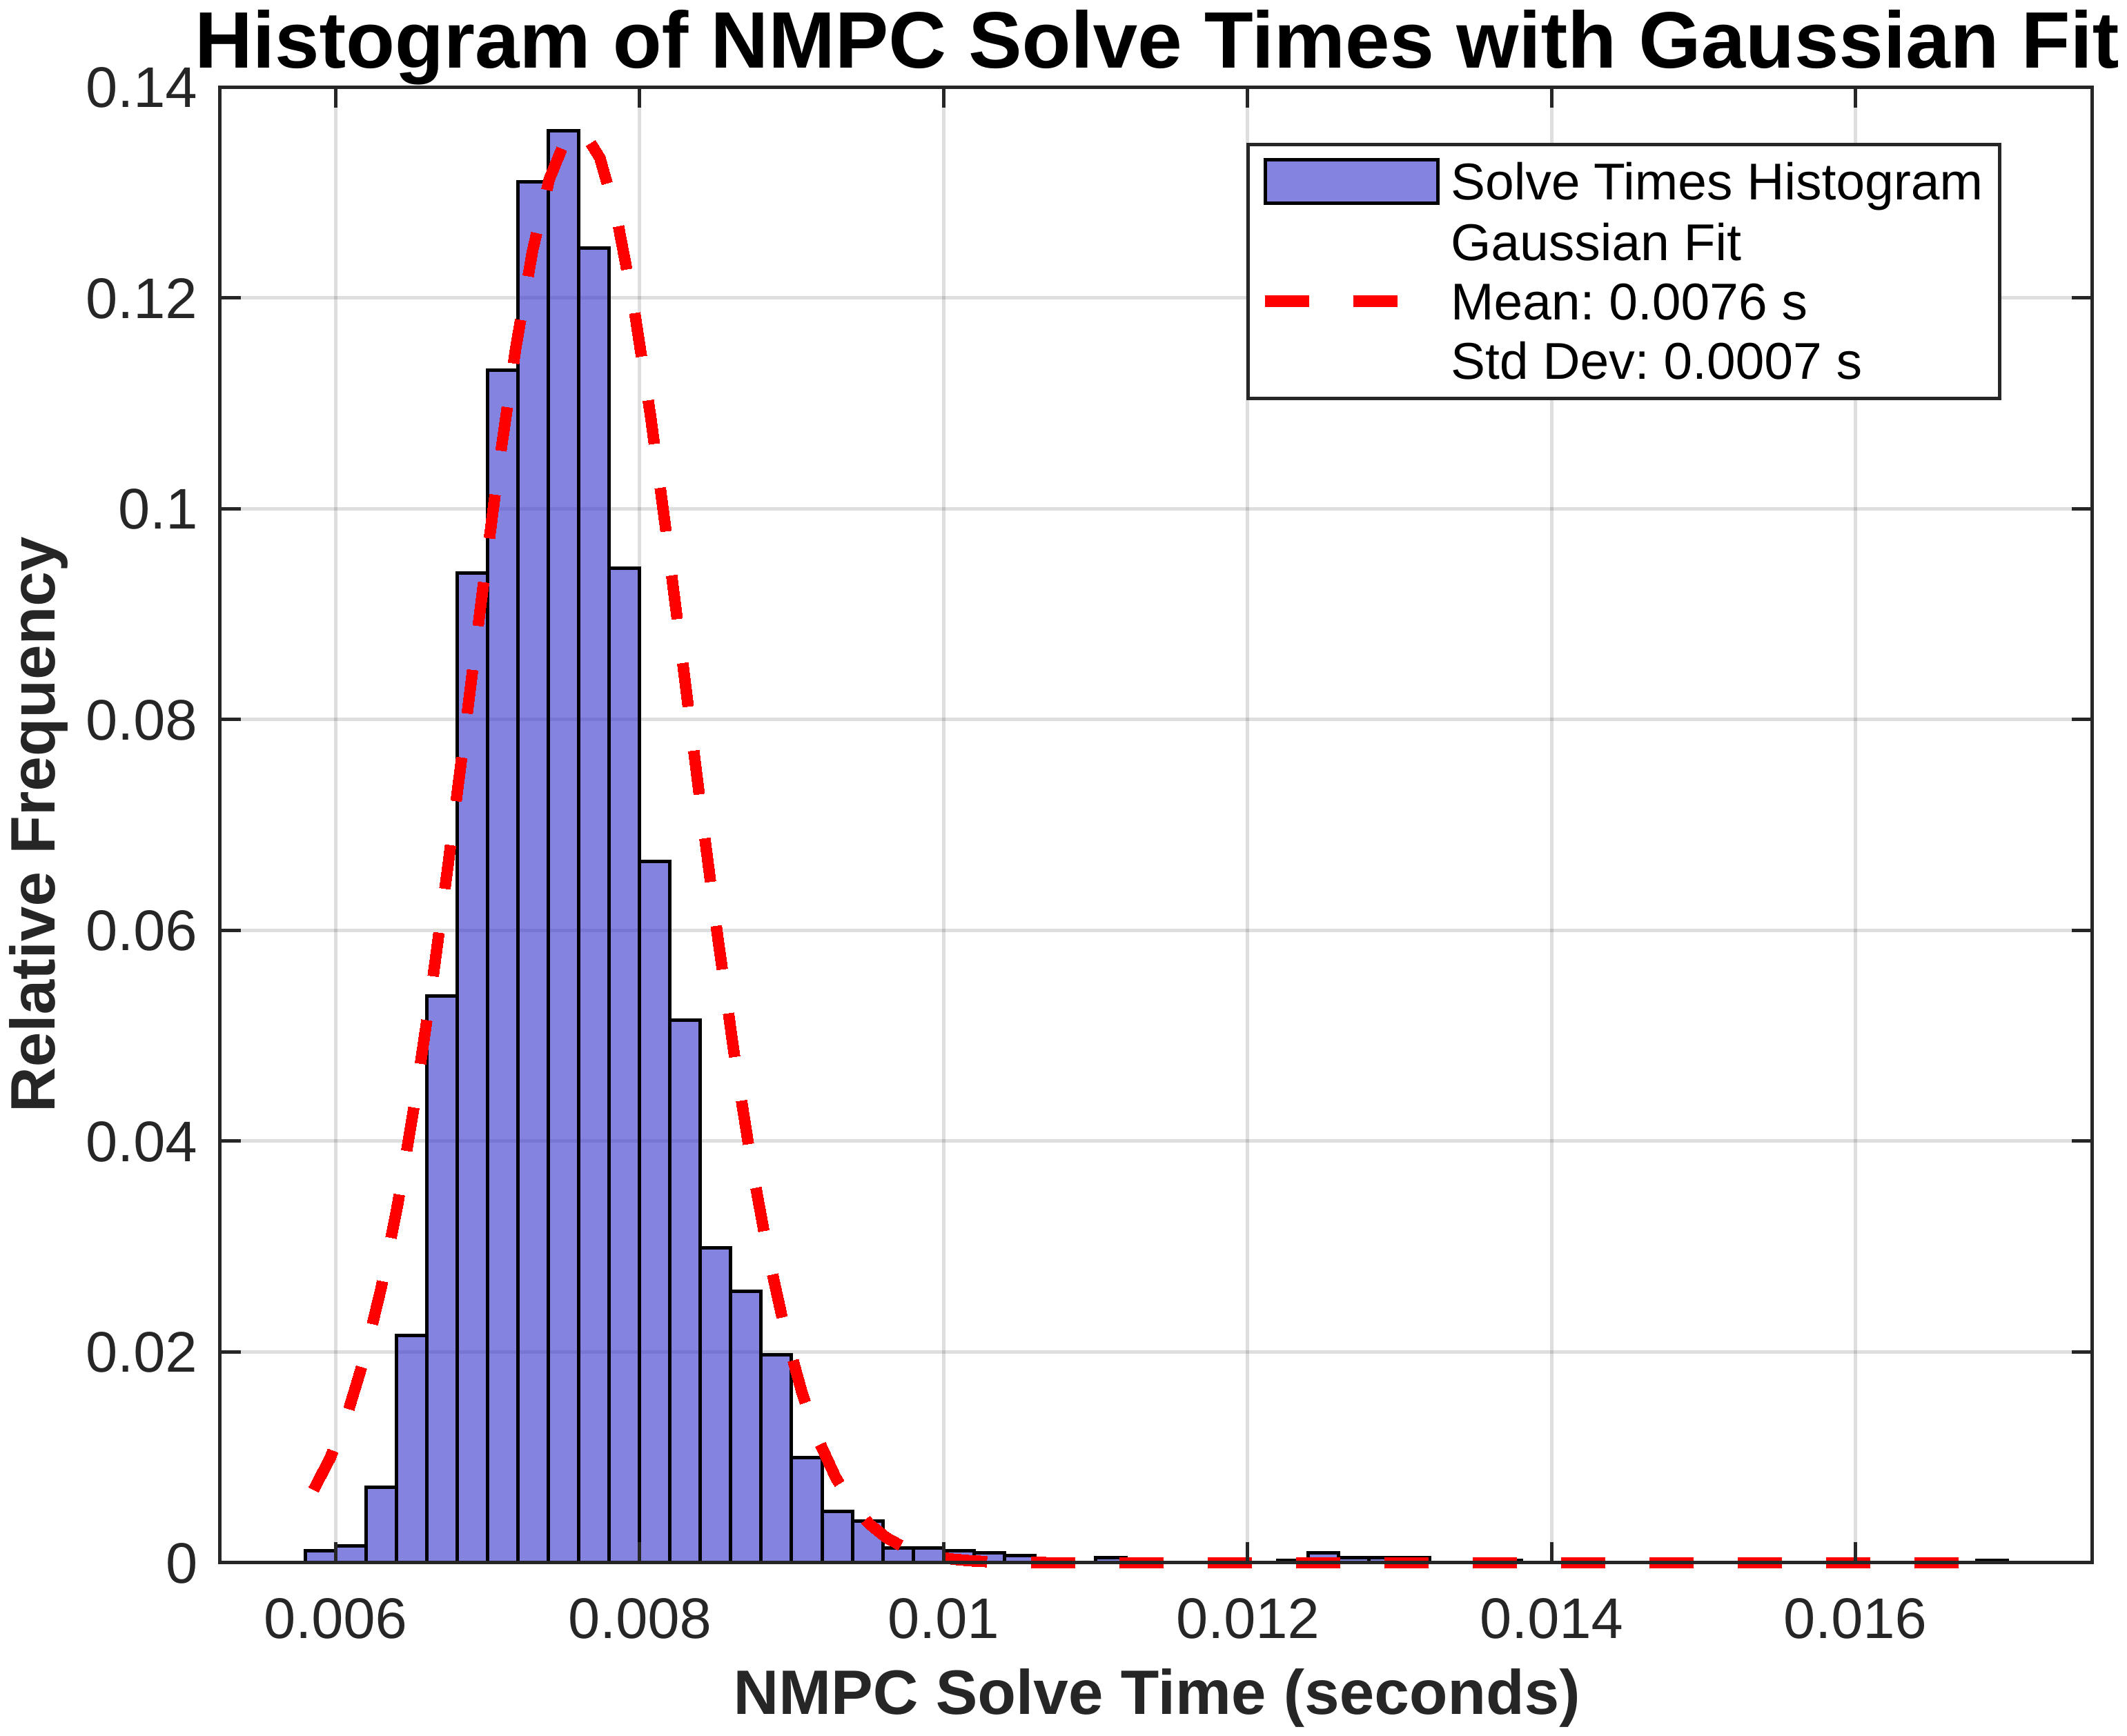 Histogram of NMPC Solve Times with Gaussian Fit
0.14
0.12
0.1
0.08
0.06
0.04
0.02
0
Relative Frequency
Solve Times Histogram
Gaussian Fit
Mean: 0.0076 s
Std Dev: 0.0007 s
0.006 0.008 0.01 0.012 0.014 0.016
NMPC Solve Time (seconds)